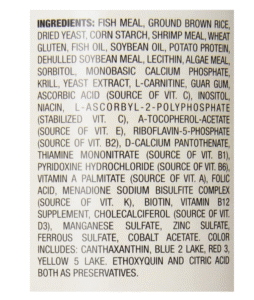 INGREDIENTS: FISH MEAL, GROUND BROWN RICE,
DRIED YEAST, CORN STARCH, SHRIMP MEAL, WHEAT
GLUTEN, FISH OIL, SOYBEAN OIL, POTATO PROTEIN,
DEHULLED SOYBEAN MEAL, LECITHIN, ALGAE MEAL,
SORBITOL, MONOBASIC CALCIUM PHOSPHATE,
KRILL, YEAST EXTRACT, L-CARNITINE, GUAR GUM,
ASCORBIC ACID (SOURCE OF VIT. C), INOSITOL,
NIACIN, L-ASCORBYL-2-POLYPHOSPHATE
(STABILIZED VIT. C), A-TOCOPHEROL-ACETATE
(SOURCE OF VIT. E), RIBOFLAVIN-5-PHOSPHATE
(SOURCE OF VIT. B2), D-CALCIUM PANTOTHENATE,
THIAMINE MONONITRATE (SOURCE OF VIT. B1),
PYRIDOXINE HYDROCHLORIDE (SOURCE OF VIT. B6),
VITAMIN A PALMITATE (SOURCE OF VIT. A), FOLIC
ACID, MENADIONE SODIUM BISULFITE COMPLEX
(SOURCE OF VIT. K), BIOTIN, VITAMIN B12
SUPPLEMENT, CHOLECALCIFEROL (SOURCE OF VIT.
D3), MANGANESE SULFATE, ZINC SULFATE,
FERROUS SULFATE, COBALT ACETATE. COLOR
INCLUDES: CANTHAXANTHIN, BLUE 2 LAKE, RED 3,
YELLOW 5 LAKE. ETHOXYQUIN AND CITRIC ACID
BOTH AS PRESERVATIVES.